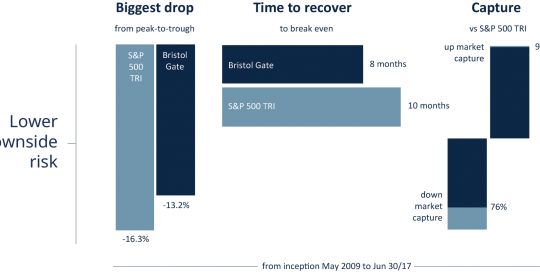 Biggest drop
from peak-to-trough
Time to recover
to break even
Capture
vs S&P 500 TRI
Lower
ownside
risk
S&P
500
TRI
Bristol
Gate
-13.2%
-16.3%
Bristol Gate
8 months
S&P 500 TRI
10 months
up market
capture
9
down
market
capture
76%
from inception May 2009 to Jun 30/17